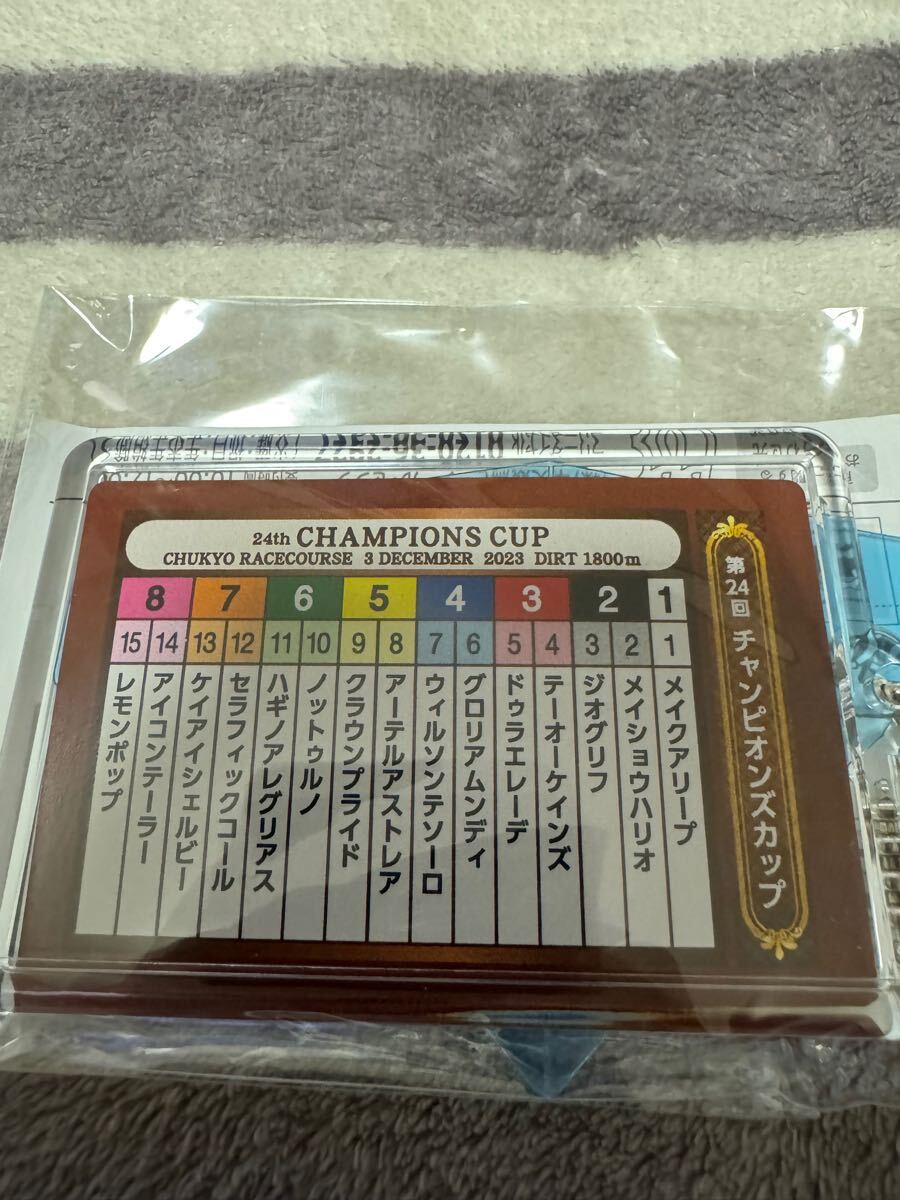 24th CHAMPIONS CUP
CHUKYO RACECOURSE 3 DECEMBER 2023 DIRT 1800m
第24回 チャンピオンズカップ
8 7 6 5 4 3 2 1
15 14 13 12 11 10 9 8 7 6 5 4 3 2 1
メイクアリープ
メイショウハリオ
ジオグリフ
テーオーケインズ
ドゥラエレーデ
グロリアムンディ
ウィルソンテソーロ
アーテルアストレア
クラウンプライド
ノットゥルノ
ハギノアレグリアス
セラフィックコール
ケイアイシェルビー
アイコンテーラー
レモンポップ